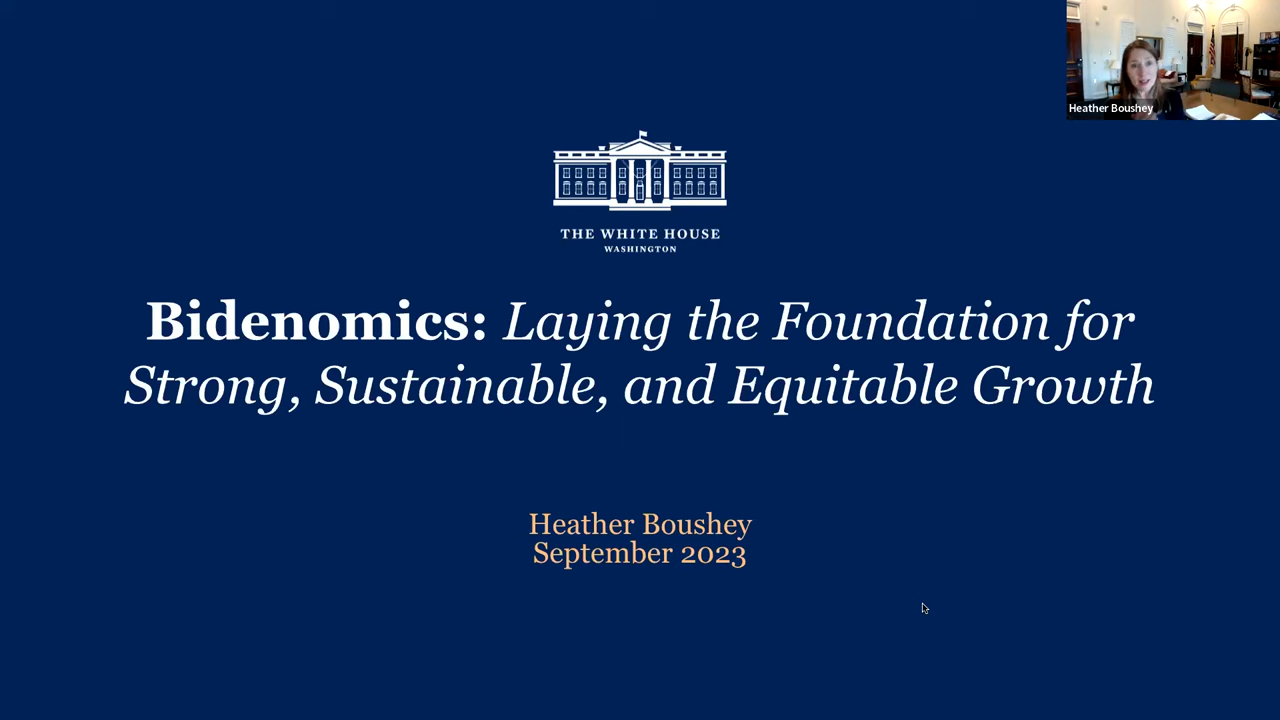 Heather Boushey
THE WHITE HOUSE
WASHINGTON
Bidenomics: Laying the Foundation for
Strong, Sustainable, and Equitable Growth
Heather Boushey
September 2023